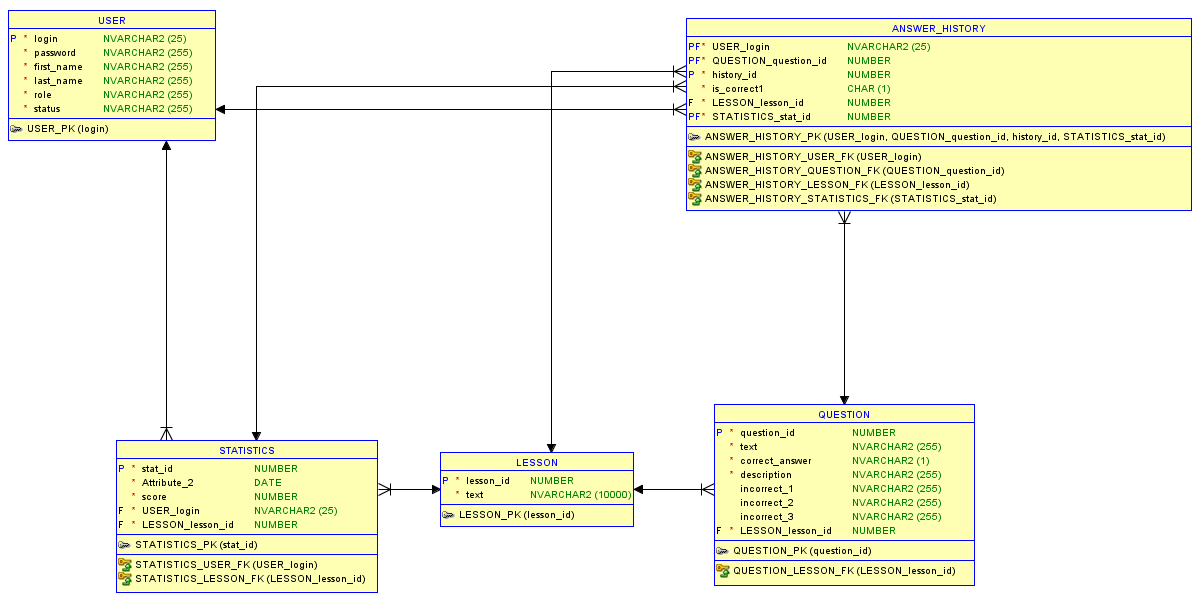 USER
P * login NVARCHAR2 (25)
* password NVARCHAR2 (255)
* first_name NVARCHAR2 (255)
* last_name NVARCHAR2 (255)
* role NVARCHAR2 (255)
* status NVARCHAR2 (255)
USER_PK (login)
ANSWER_HISTORY
PF* USER_login NVARCHAR2 (25)
PF* QUESTION_question_id NUMBER
P * history_id NUMBER
* is_correct1 CHAR (1)
F * LESSON_lesson_id NUMBER
PF* STATISTICS_stat_id NUMBER
ANSWER_HISTORY_PK (USER_login, QUESTION_question_id, history_id, STATISTICS_stat_id)
ANSWER_HISTORY_USER_FK (USER_login)
ANSWER_HISTORY_QUESTION_FK (QUESTION_question_id)
ANSWER_HISTORY_LESSON_FK (LESSON_lesson_id)
ANSWER_HISTORY_STATISTICS_FK (STATISTICS_stat_id)
STATISTICS
P * stat_id NUMBER
* Attribute_2 DATE
* score NUMBER
F * USER_login NVARCHAR2 (25)
F * LESSON_lesson_id NUMBER
STATISTICS_PK (stat_id)
STATISTICS_USER_FK (USER_login)
STATISTICS_LESSON_FK (LESSON_lesson_id)
LESSON
P * lesson_id NUMBER
* text NVARCHAR2 (10000)
LESSON_PK (lesson_id)
QUESTION
P * question_id NUMBER
* text NVARCHAR2 (255)
* correct_answer NVARCHAR2 (1)
* description NVARCHAR2 (255)
incorrect_1 NVARCHAR2 (255)
incorrect_2 NVARCHAR2 (255)
incorrect_3 NVARCHAR2 (255)
F * LESSON_lesson_id NUMBER
QUESTION_PK (question_id)
QUESTION_LESSON_FK (LESSON_lesson_id)